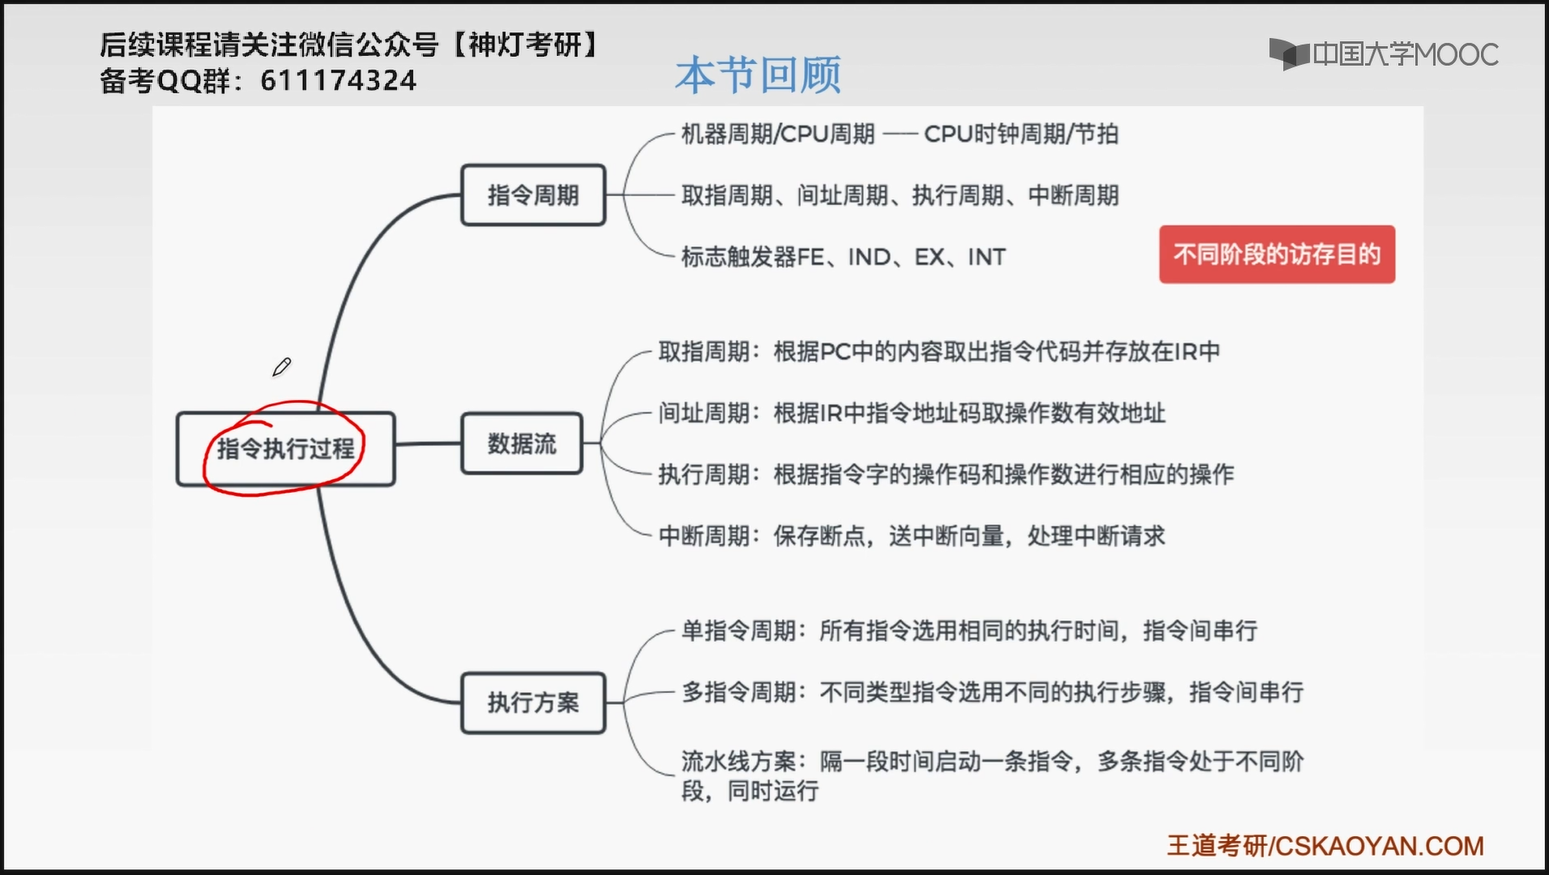 后续课程请关注微信公众号【神灯考研】
备考QQ群：611174324
本节回顾
中国大学MOOC
机器周期/CPU周期 —— CPU时钟周期/节拍
指令周期
取指周期、间址周期、执行周期、中断周期
标志触发器FE、IND、EX、INT
不同阶段的访存目的
取指周期：根据PC中的内容取出指令代码并存放在IR中
间址周期：根据IR中指令地址码取操作数有效地址
指令执行过程
数据流
执行周期：根据指令字的操作码和操作数进行相应的操作
中断周期：保存断点，送中断向量，处理中断请求
单指令周期：所有指令选用相同的执行时间，指令间串行
执行方案
多指令周期：不同类型指令选用不同的执行步骤，指令间串行
流水线方案：隔一段时间启动一条指令，多条指令处于不同阶
段，同时运行
王道考研/CSKAOYAN.COM